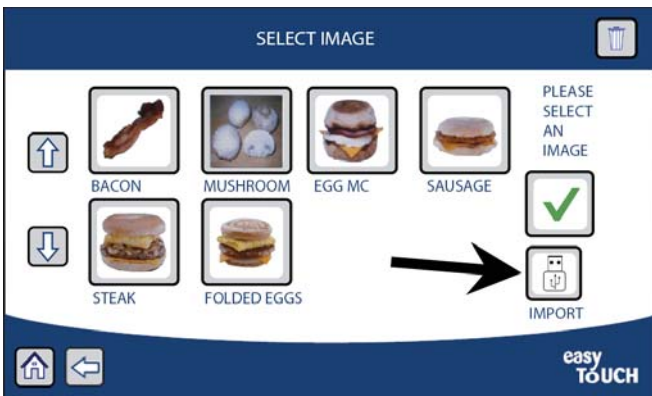 SELECT IMAGE
PLEASE
SELECT
AN
IMAGE
BACON
MUSHROOM
EGG MC
SAUSAGE
STEAK
FOLDED EGGS
IMPORT
easy
TOUCH